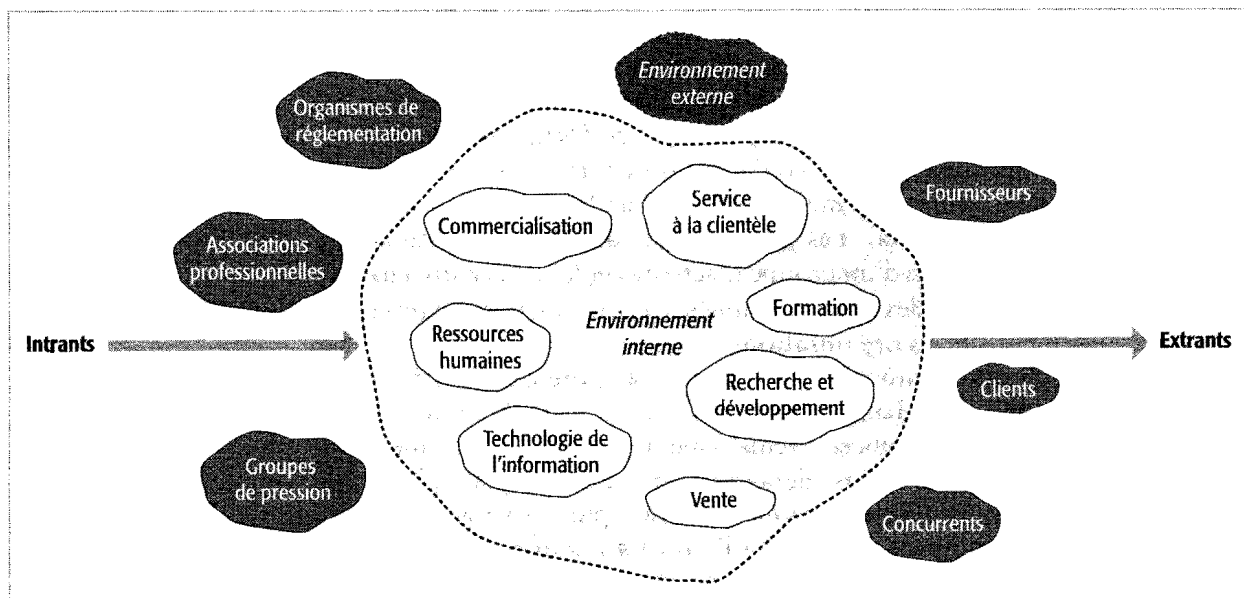 Environnement
externe
Organismes de
réglementation
Fournisseurs
Service
à la clientèle
Commercialisation
Associations
professionnelles
Formation
Environnement
interne
Ressources
humaines
Intrants
Extrants
Recherche et
développement
Clients
Technologie de
l'information
Groupes
de pression
Vente
Concurrents